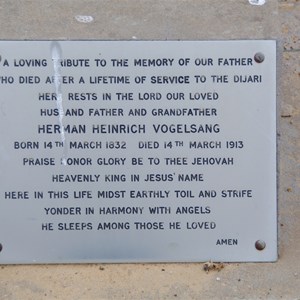 A LOVING TRIBUTE TO THE MEMORY OF OUR FATHER
WHO DIED AFTER A LIFETIME OF SERVICE TO THE DIJARI
HERE RESTS IN THE LORD OUR LOVED
HUSBAND FATHER AND GRANDFATHER
HERMAN HEINRICH VOGELSANG
BORN 14TH MARCH 1832 DIED 14TH MARCH 1913
PRAISE HONOR GLORY BE TO THEE JEHOVAH
HEAVENLY KING IN JESUS' NAME
HERE IN THIS LIFE MIDST EARTHLY TOIL AND STRIFE
YONDER IN HARMONY WITH ANGELS
HE SLEEPS AMONG THOSE HE LOVED
AMEN